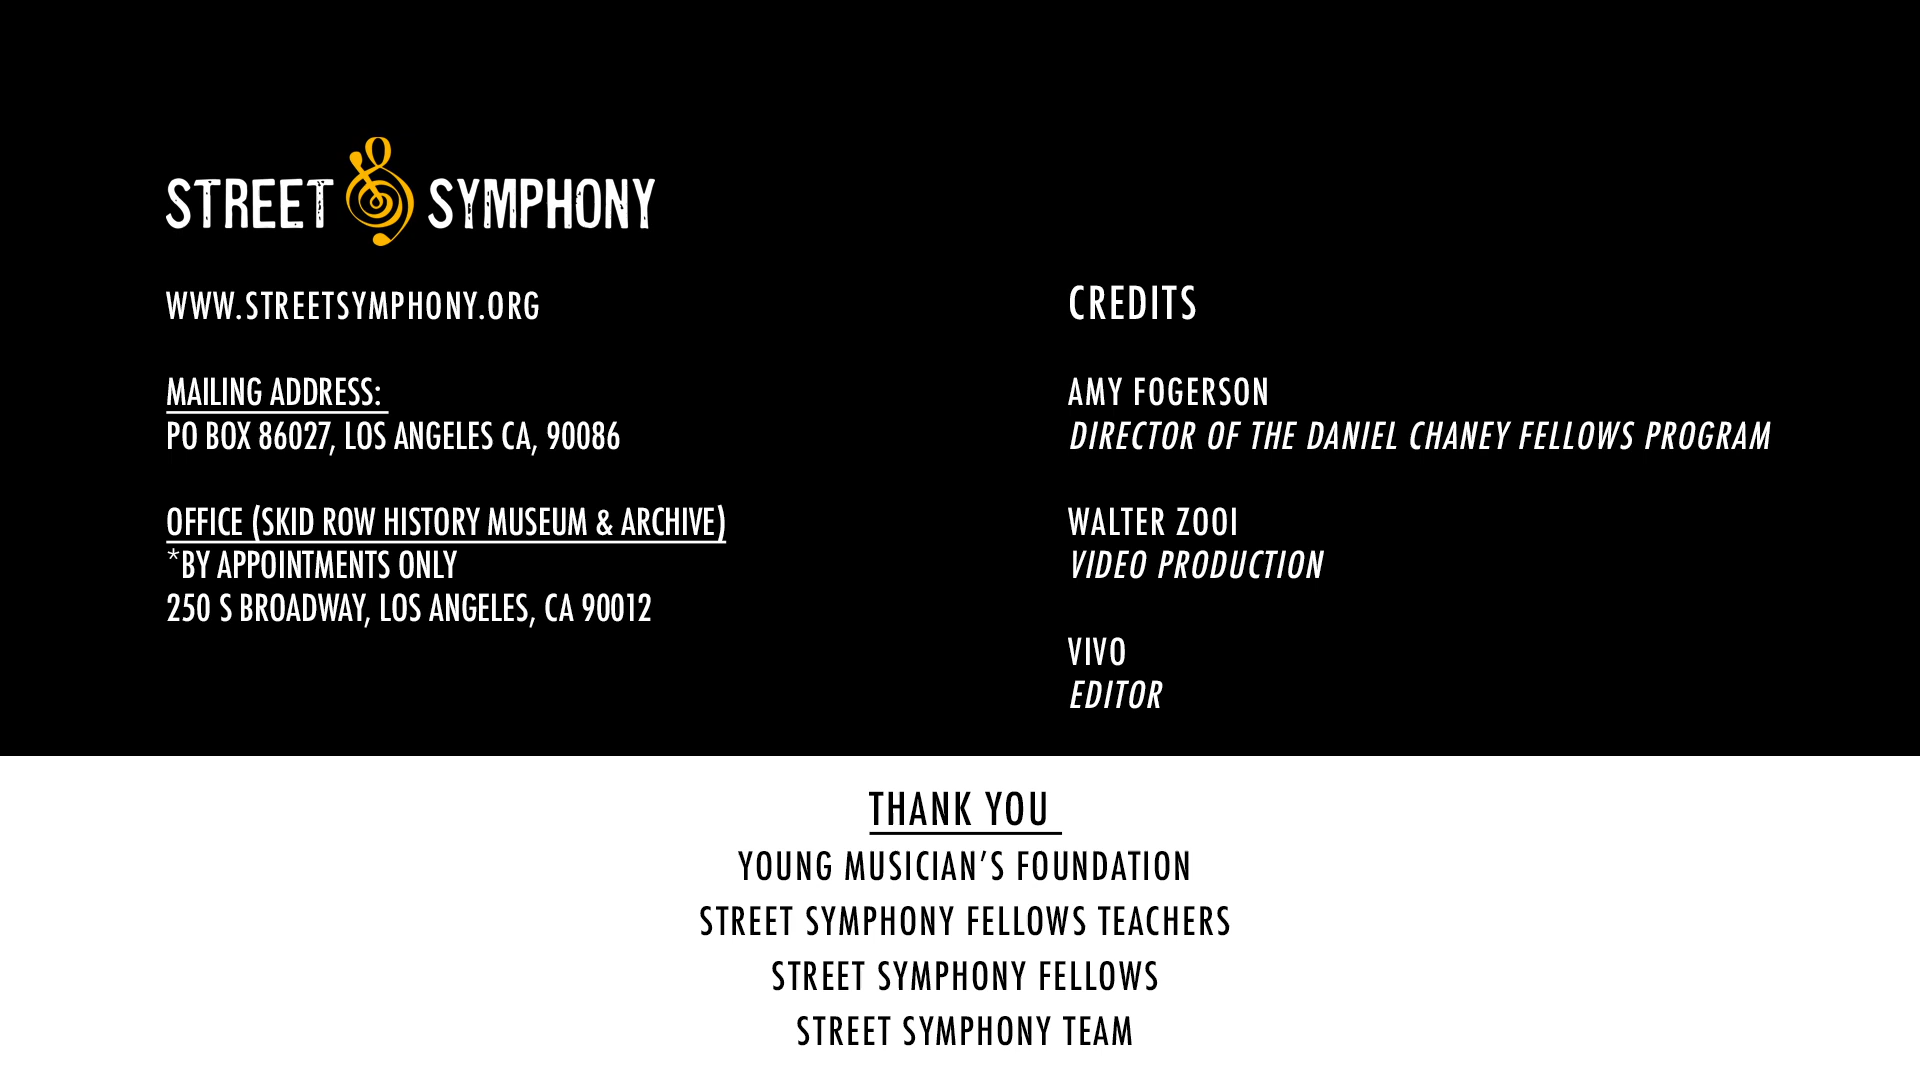 STREET SYMPHONY
WWW.STREETSYMPHONY.ORG
MAILING ADDRESS:
PO BOX 86027, LOS ANGELES CA, 90086
OFFICE (SKID ROW HISTORY MUSEUM & ARCHIVE)
*BY APPOINTMENTS ONLY
250 S BROADWAY, LOS ANGELES, CA 90012
CREDITS
AMY FOGERSON
DIRECTOR OF THE DANIEL CHANEY FELLOWS PROGRAM
WALTER ZOOI
VIDEO PRODUCTION
VIVO
EDITOR
THANK YOU
YOUNG MUSICIAN’S FOUNDATION
STREET SYMPHONY FELLOWS TEACHERS
STREET SYMPHONY FELLOWS
STREET SYMPHONY TEAM